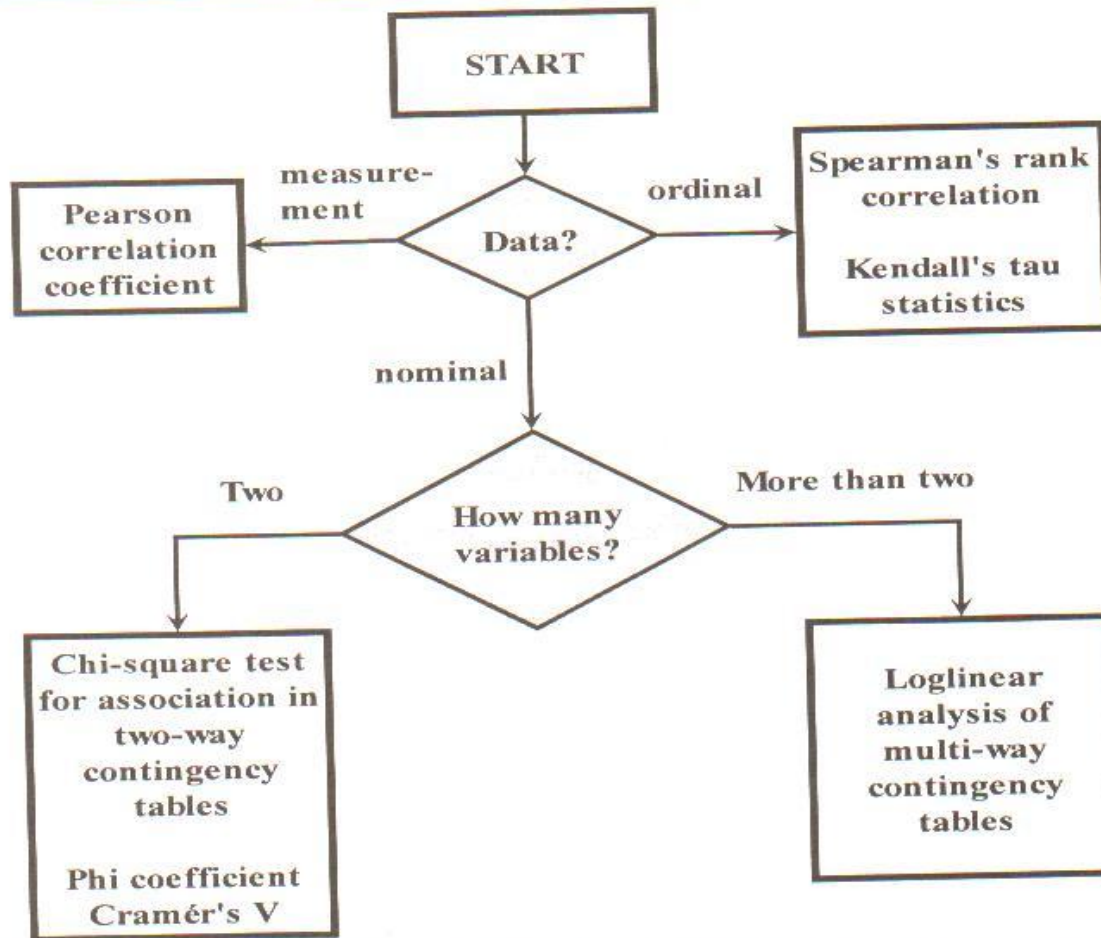 START
measure-
ment
ordinal
Pearson
correlation
coefficient
Data?
Spearman's rank
correlation
Kendall's tau
statistics
nominal
Two
How many
variables?
More than two
Chi-square test
for association in
two-way
contingency
tables
Phi coefficient
Cramér's V
Loglinear
analysis of
multi-way
contingency
tables